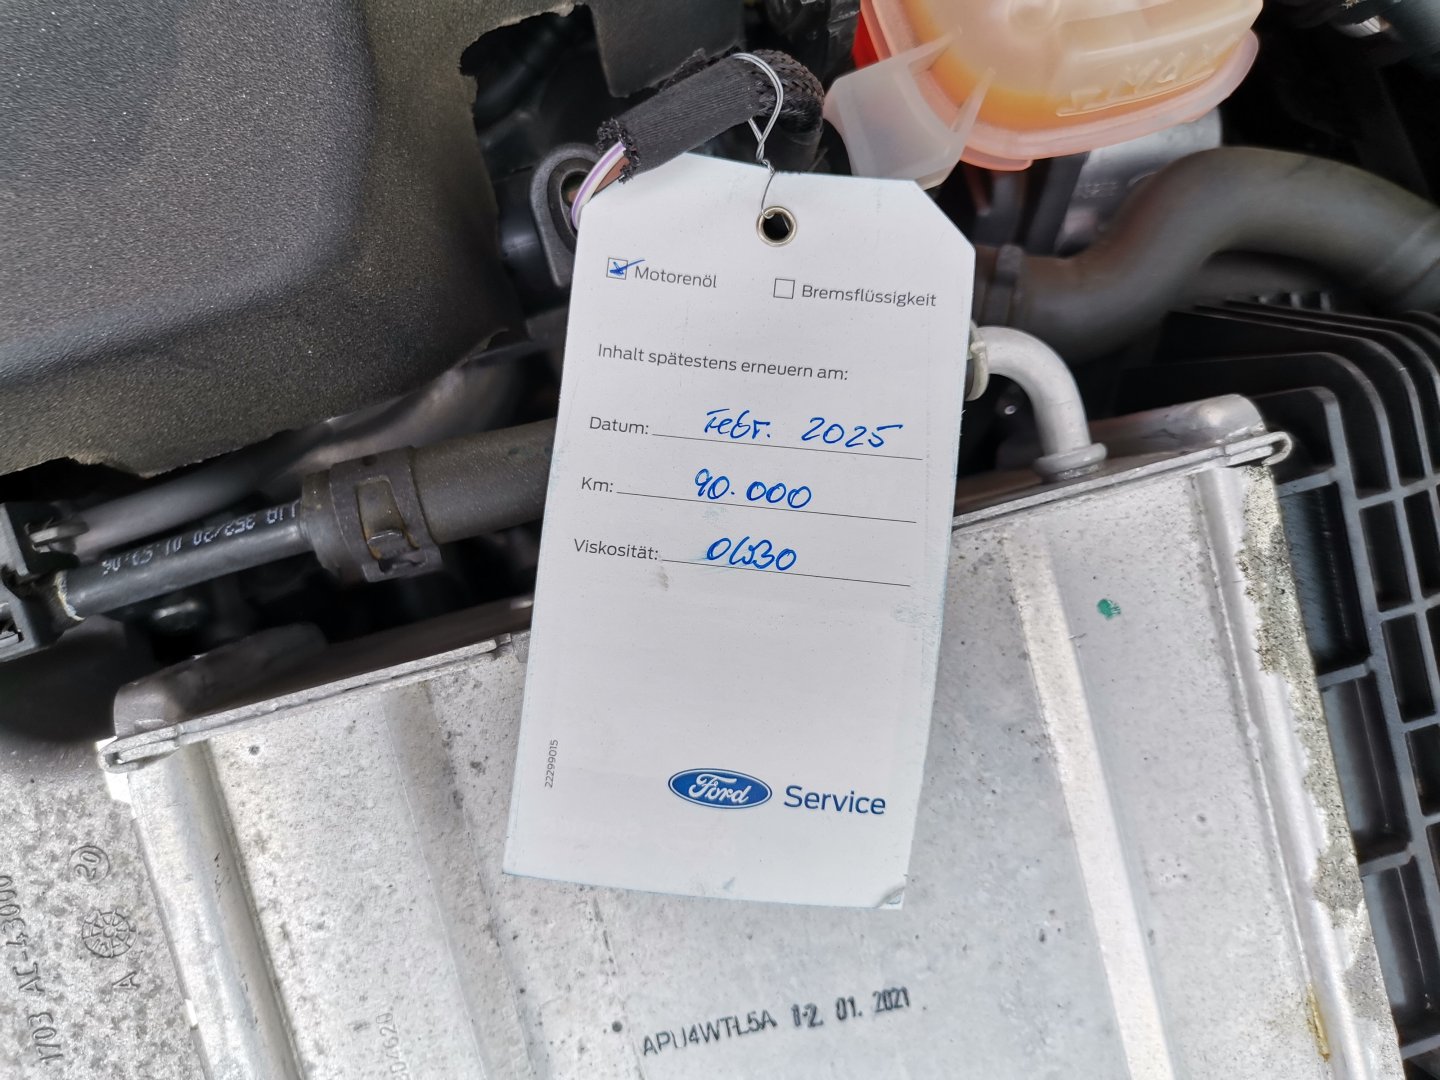 Motorenöl
Bremsflüssigkeit
Inhalt spätestens erneuern am:
Datum: Febr. 2025
Km: 90.000
Viskosität: 0W30
22299015
Ford Service
APU4WTL5A 12 01. 2021
20
A